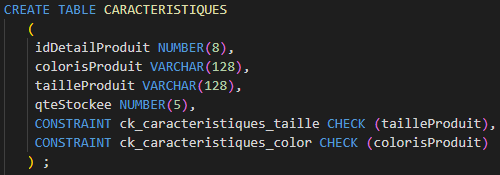 CREATE TABLE CARACTERISTIQUES
(
idDetailProduit NUMBER(8),
colorisProduit VARCHAR(128),
tailleProduit VARCHAR(128),
qteStockee NUMBER(5),
CONSTRAINT ck_caracteristiques_taille CHECK (tailleProduit),
CONSTRAINT ck_caracteristiques_color CHECK (colorisProduit)
) ;